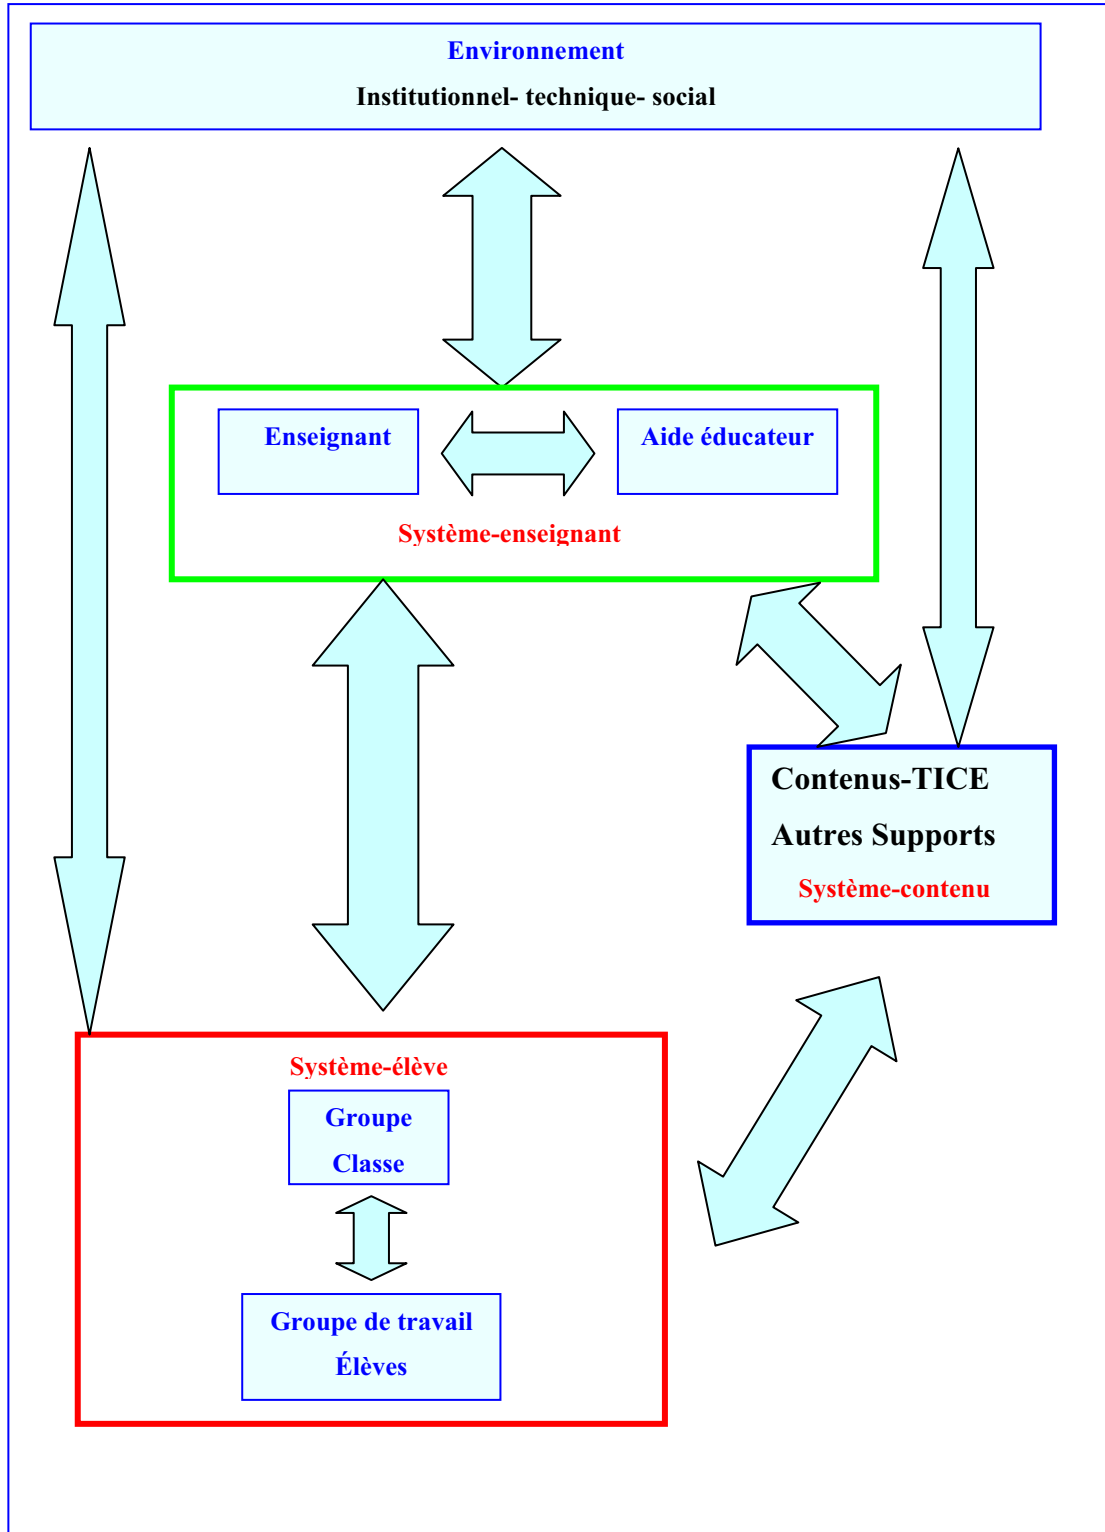 Environnement
Institutionnel- technique- social
Enseignant
Aide éducateur
Système-enseignant
Contenus-TICE
Autres Supports
Système-contenu
Système-élève
Groupe
Classe
Groupe de travail
Élèves